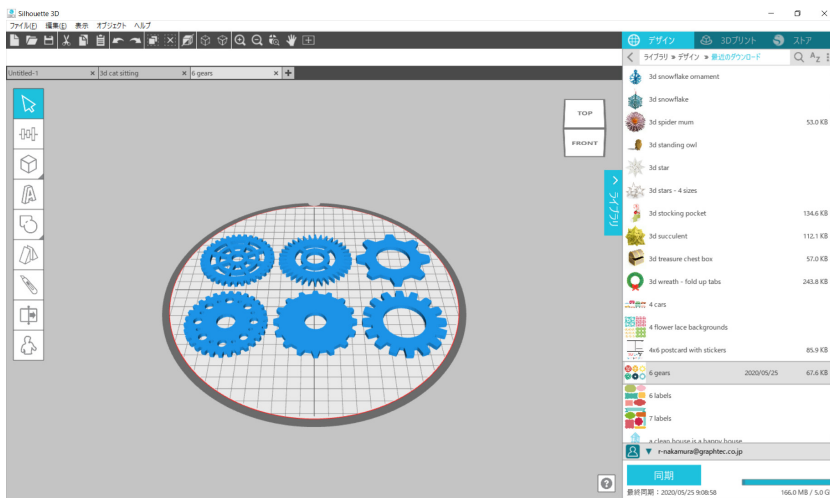 Silhouette 3D
ファイル(F) 編集(E) 表示 オブジェクト ヘルプ
デザイン 3Dプリント ストア
ライブラリ » デザイン » 最近のダウンロード
Untitled-1 3d cat sitting 6 gears
TOP
FRONT
ライブラリ
3d snowflake ornament
3d snowflake
3d spider mum 53.0 KB
3d standing owl
3d star
3d stars - 4 sizes
3d stocking pocket 134.6 KB
3d succulent 112.1 KB
3d treasure chest box 57.0 KB
3d wreath - fold up tabs 243.8 KB
4 cars
4 flower lace backgrounds
4x6 postcard with stickers 85.9 KB
6 gears 2020/05/25 67.6 KB
6 labels
7 labels
a clean house is a happy house
r-nakamura@graphtec.co.jp
同期
最終同期：2020/05/25 9:08:58 166.0 MB / 5.0 G